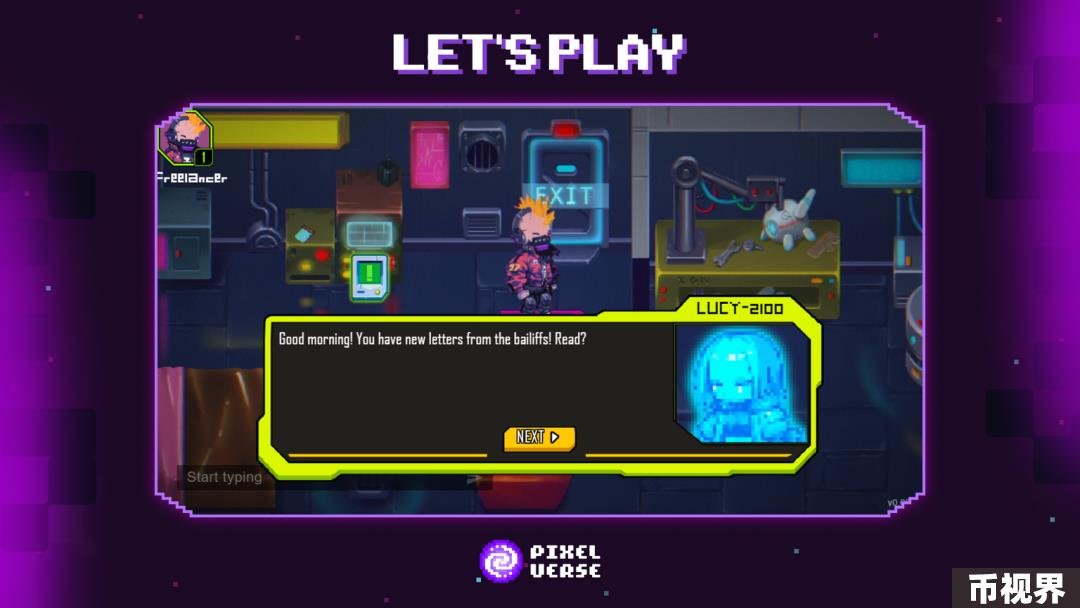 LET'S PLAY
1
Freelancer
EXIT
LUCY-2100
Good morning! You have new letters from the bailiffs! Read?
NEXT
Start typing
PIXEL
VERSE
币视界